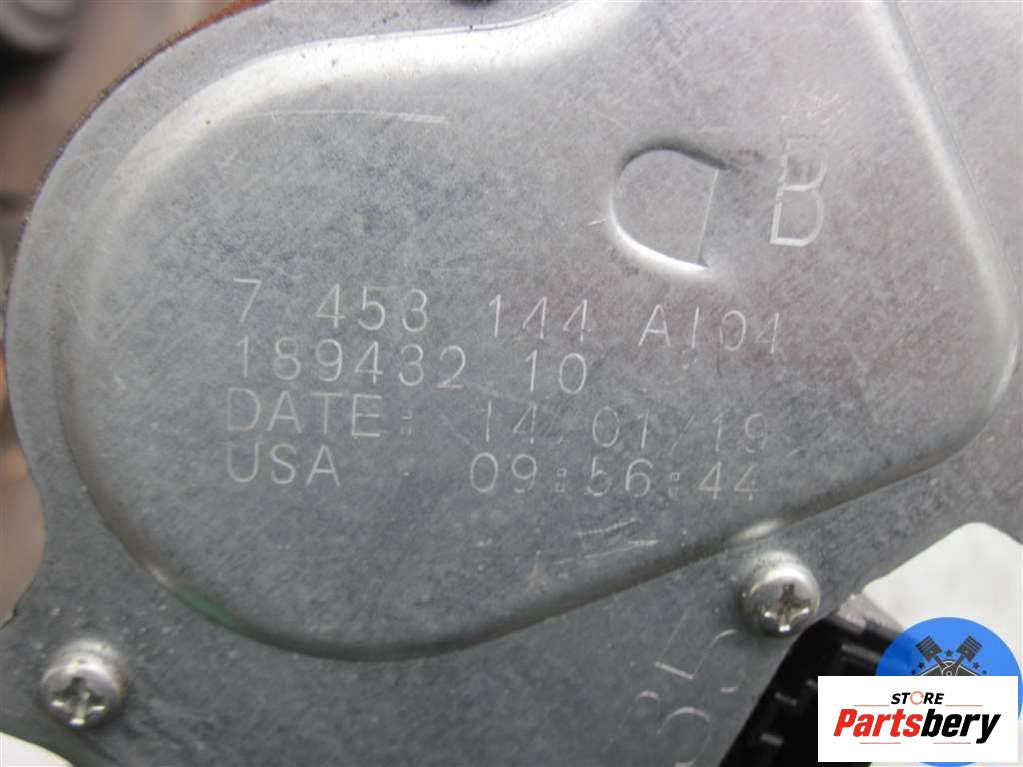 B
7 453 144 AI04
189432 10
DATE: 14/01/19
USA 09:56:44
STORE
Partsbery